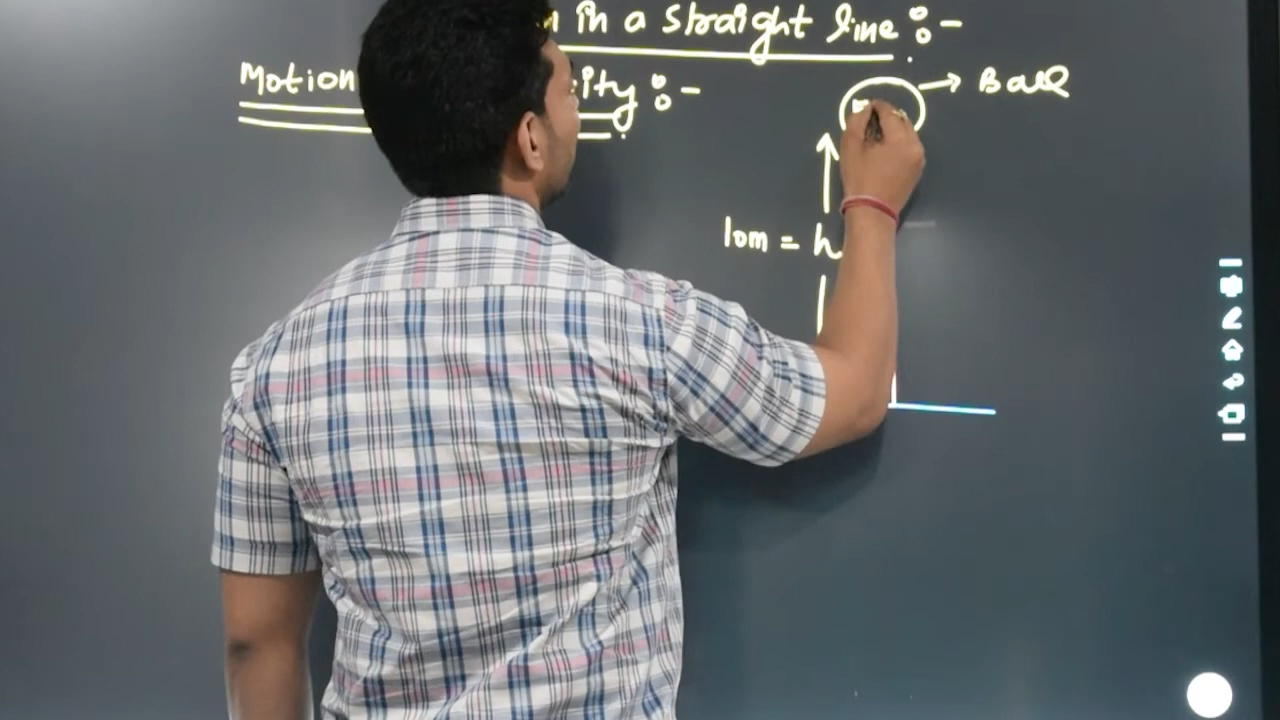 in a straight line :-
Motion ity :-
Ball
10m = h